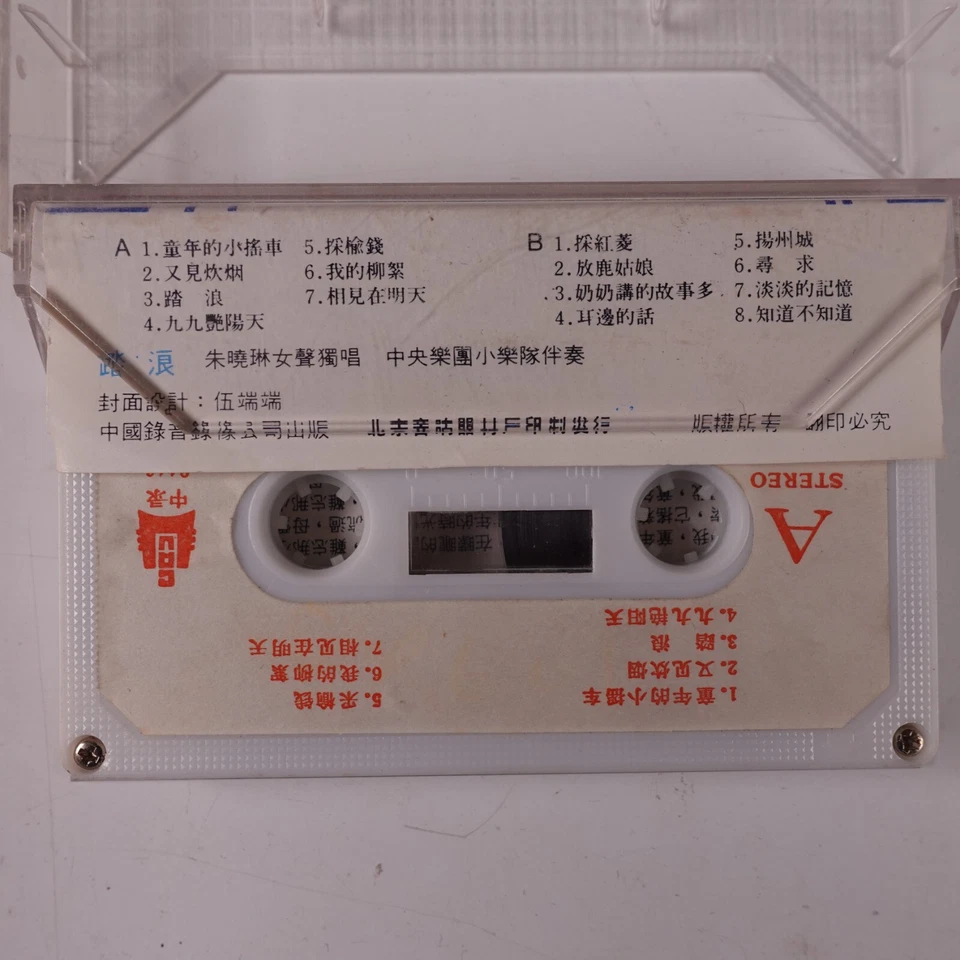 A 1.童年的小搖車 5.採榆錢
2.又見炊烟 6.我的柳絮
3.踏 浪 7.相見在明天
4.九九艷陽天
B 1.採紅菱 5.揚州城
2.放鹿姑娘 6.尋 求
3.奶奶講的故事多 7.淡淡的記憶
4.耳邊的話 8.知道不知道
踏 浪 朱曉琳女聲獨唱 中央樂團小樂隊伴奏
封面設計：伍端端
中國錄音錄像公司出版 版權所有 翻印必究
A
STEREO
中录
1.童年的小摇车
2.又见炊烟
3.踏 浪
4.九九艳阳天
5.采榆钱
6.我的柳絮
7.相见在明天